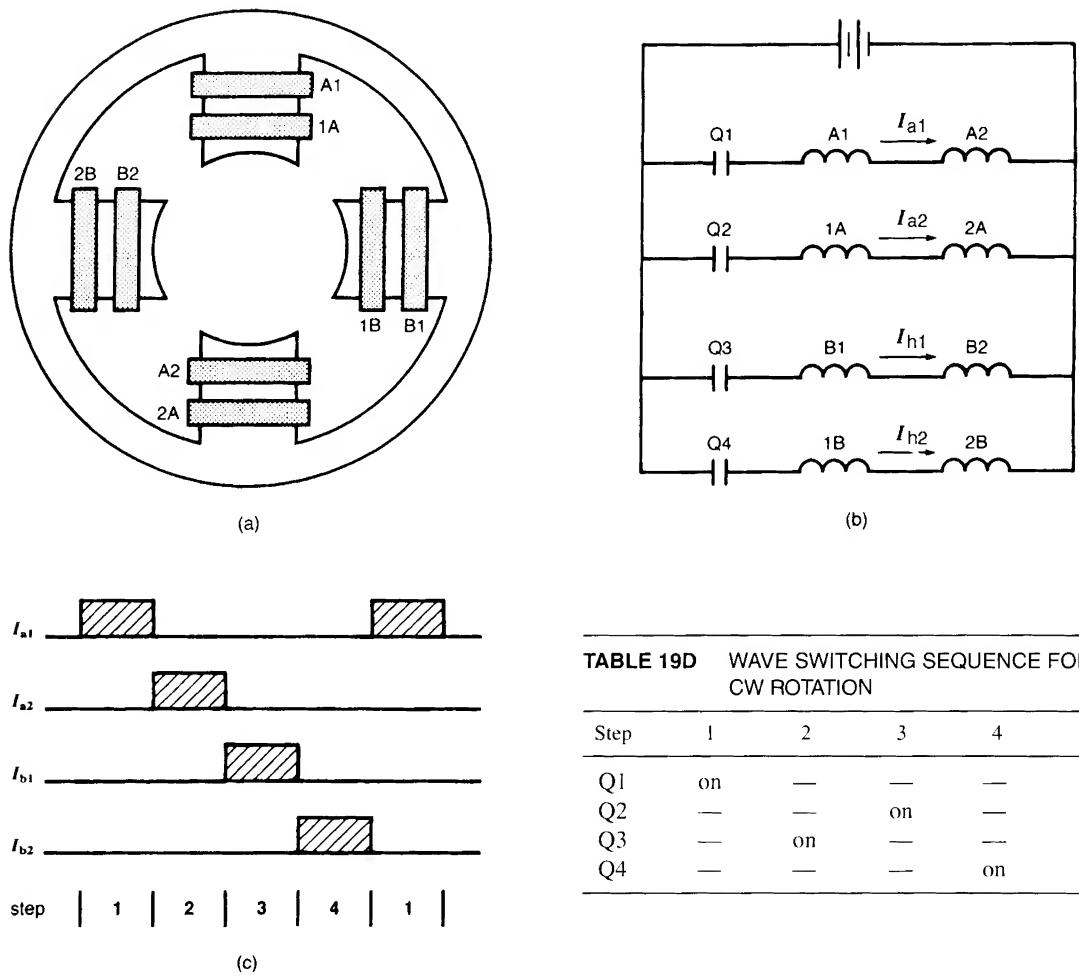 A1
1A
2B B2
1B B1
A2
2A
(a)
Q1 A1 Ia1 A2
Q2 1A Ia2 2A
Q3 B1 Ih1 B2
Q4 1B Ih2 2B
(b)
Ia1
Ia2
Ib1
Ib2
step 1 2 3 4 1
(c)
TABLE 19D WAVE SWITCHING SEQUENCE FO
CW ROTATION
Step 1 2 3 4
Q1 on — — —
Q2 — — on —
Q3 — on — —
Q4 — — — on